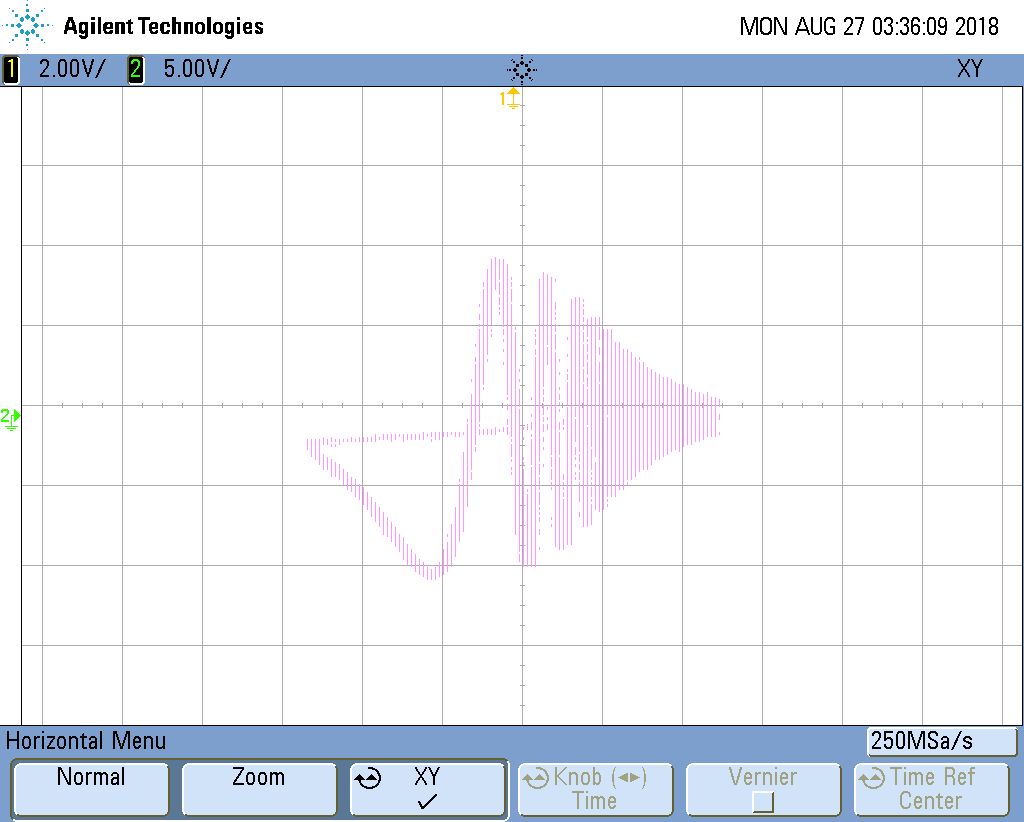 Agilent Technologies
MON AUG 27 03:36:09 2018
1 2.00V/ 2 5.00V/ XY
1
2
Horizontal Menu
250MSa/s
Normal
Zoom
XY
Knob (◄►)
Time
Vernier
Time Ref
Center